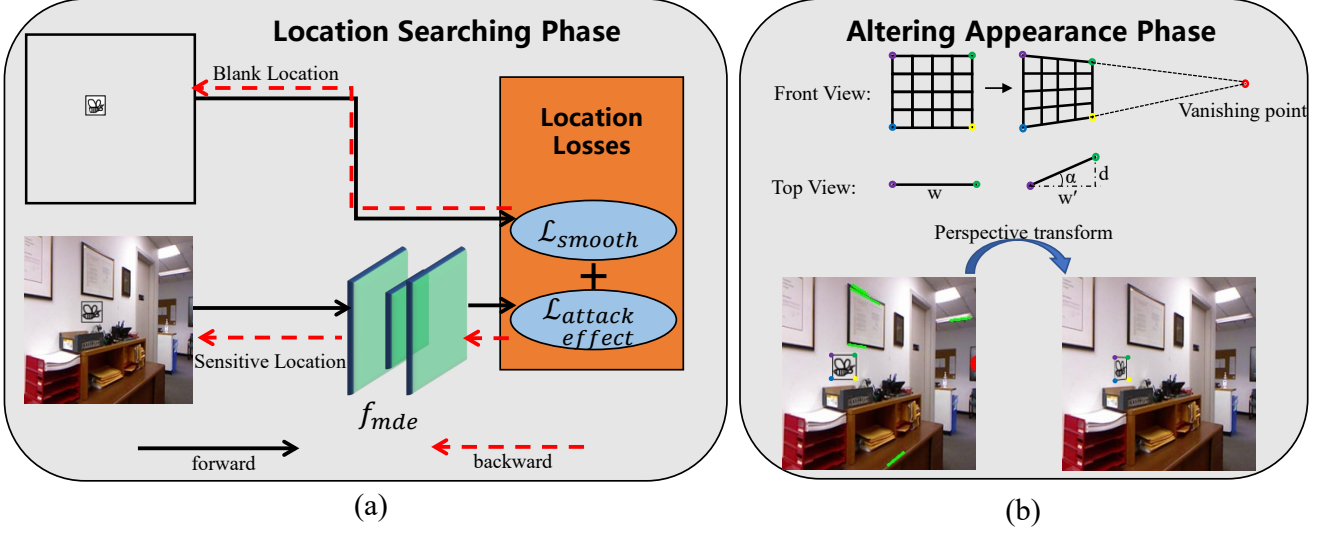 Location Searching Phase
Blank Location
Location
Losses
ℒsmooth
+
ℒattack
effect
Sensitive Location
fmde
forward
backward
(a)
Altering Appearance Phase
Front View:
Vanishing point
Top View:
w
α
d
w′
Perspective transform
(b)